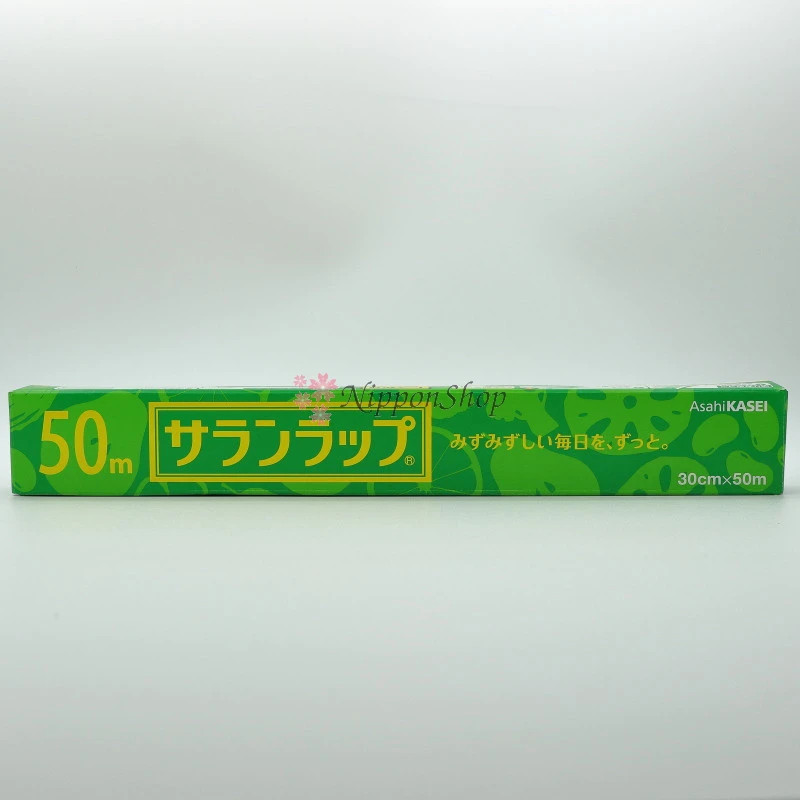 NipponShop
50m
サランラップ®
みずみずしい毎日を、ずっと。
AsahiKASEI
30cm×50m